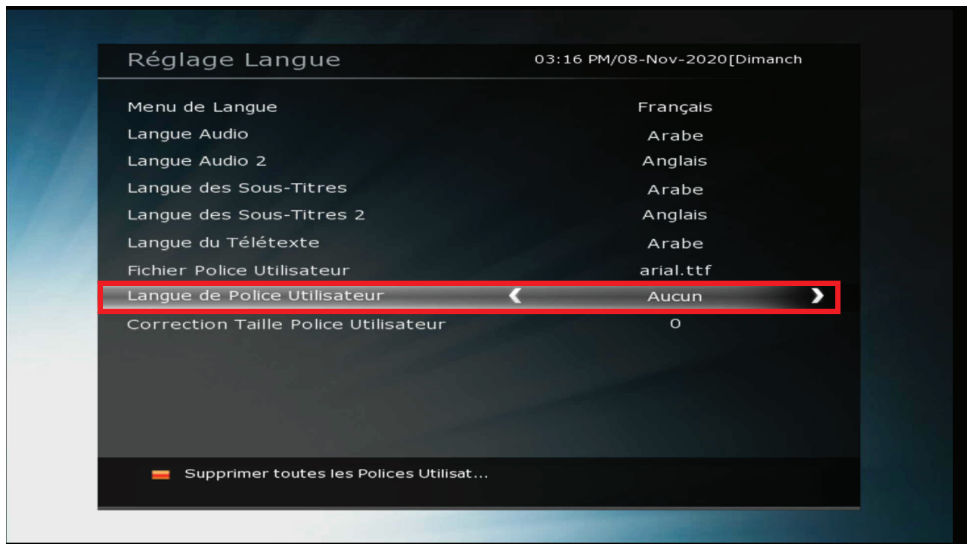 Réglage Langue 03:16 PM/08-Nov-2020[Dimanch
Menu de Langue Français
Langue Audio Arabe
Langue Audio 2 Anglais
Langue des Sous-Titres Arabe
Langue des Sous-Titres 2 Anglais
Langue du Télétexte Arabe
Fichier Police Utilisateur arial.ttf
Langue de Police Utilisateur ❮ Aucun ❯
Correction Taille Police Utilisateur 0
Supprimer toutes les Polices Utilisat...